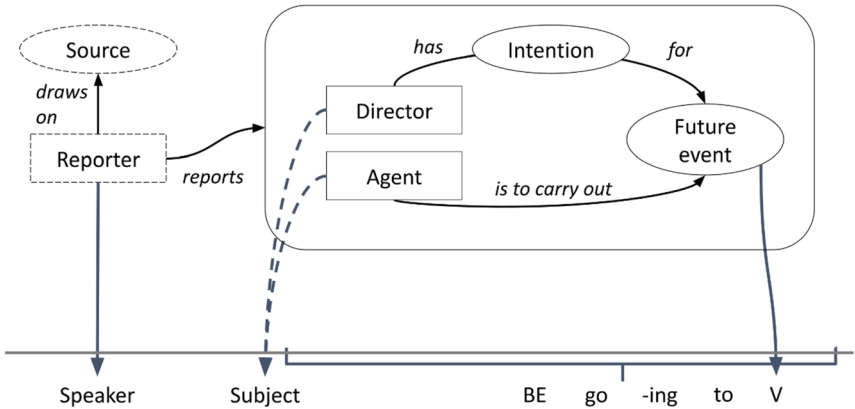 Source
has
Intention
for
draws
on
Director
Future
event
Reporter
reports
Agent
is to carry out
Speaker
Subject
BE go -ing to V